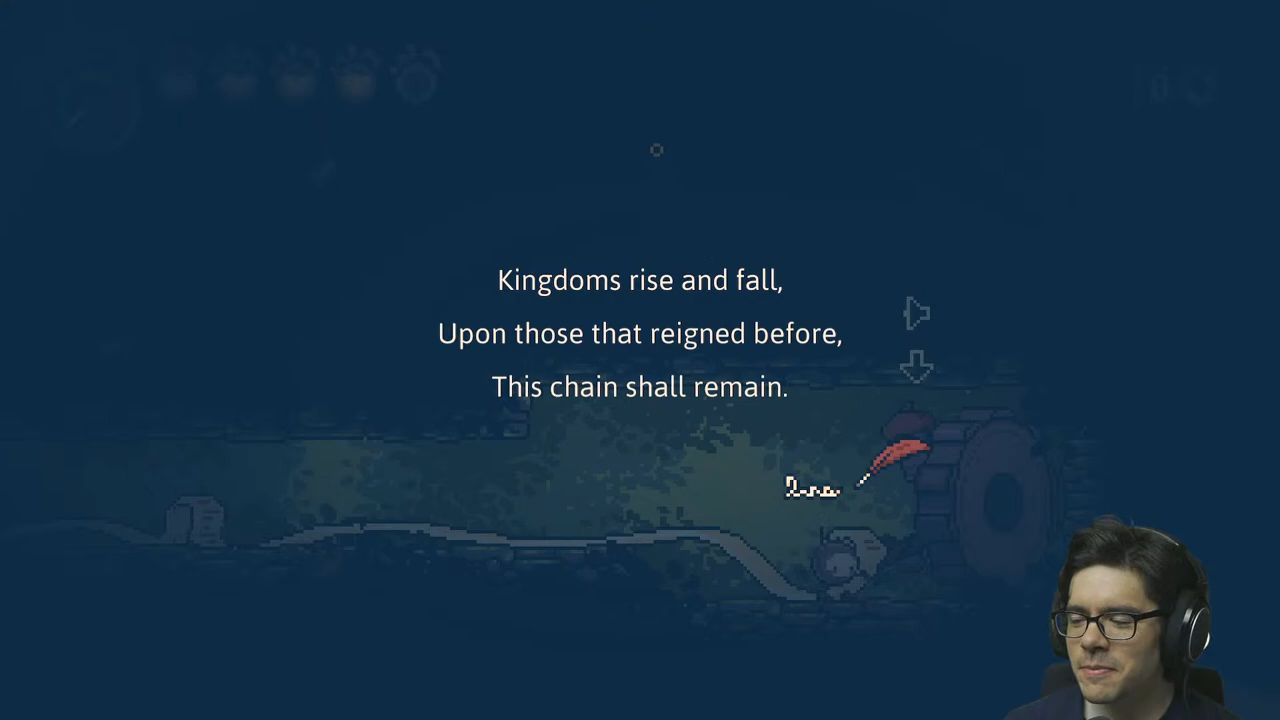 Kingdoms rise and fall,
Upon those that reigned before,
This chain shall remain.